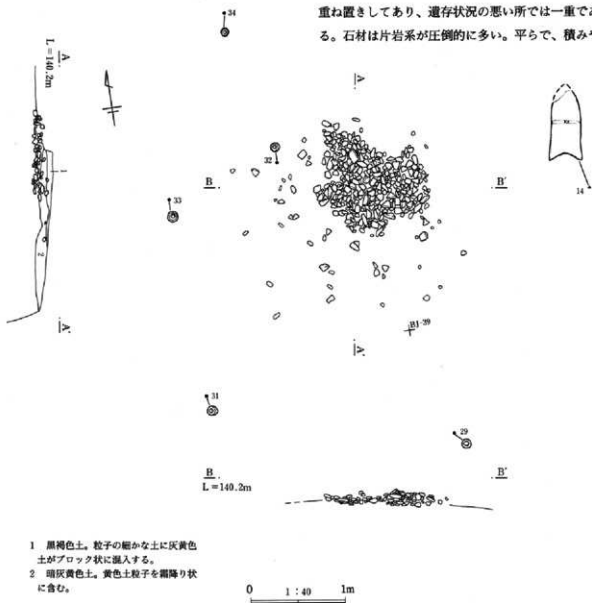 重ね置きしてあり、遺存状況の悪い所では一重であ
る。石材は片岩系が圧倒的に多い。平らで、積みや
34
A
L＝140.2m
A
32
B
B'
33
14
2
1
B1-39
A'
A'
31
29
B
L＝140.2m
B'
1 黒褐色土。粒子の細かな土に灰黄色
土がブロック状に混入する。
2 暗灰黄色土。黄色土粒子を霜降り状
に含む。
0 1:40 1m